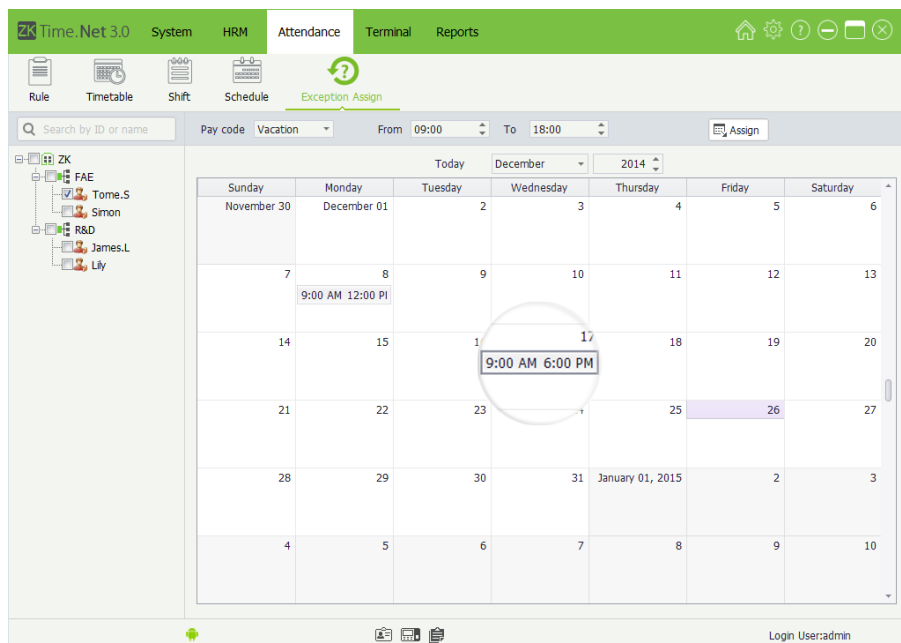 ZK Time.Net 3.0 System HRM Attendance Terminal Reports
Rule Timetable Shift Schedule Exception Assign
Search by ID or name Pay code Vacation From 09:00 To 18:00 Assign
ZK
FAE
Tome.S
Simon
R&D
James.L
Lily
Today December 2014
Sunday Monday Tuesday Wednesday Thursday Friday Saturday
November 30 December 01 2 3 4 5 6
7 8 9 10 11 12 13
9:00 AM 12:00 PI
14 15 17 18 19 20
9:00 AM 6:00 PM
21 22 23 25 26 27
28 29 30 31 January 01, 2015 2 3
4 5 6 7 8 9 10
Login User:admin